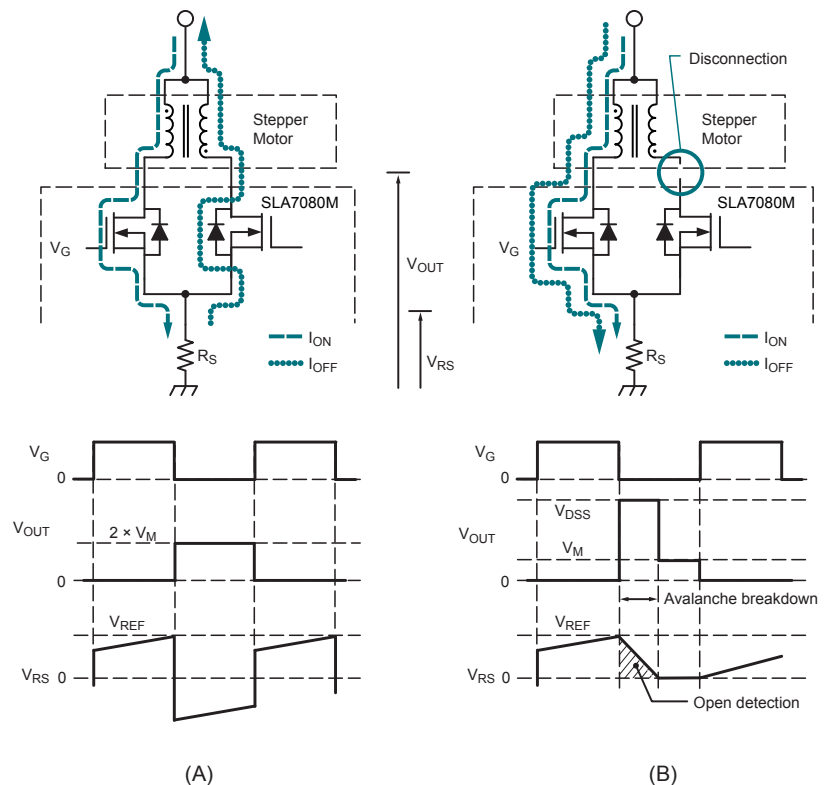 Disconnection
Stepper
Motor
SLA7080M
VG
VOUT
VRS
ION
IOFF
RS
Stepper
Motor
SLA7080M
VG
ION
IOFF
RS
VG
0
VOUT
2 × VM
0
VREF
VRS 0
(A)
VG
0
VDSS
VOUT
VM
0
Avalanche breakdown
VREF
VRS 0
Open detection
(B)